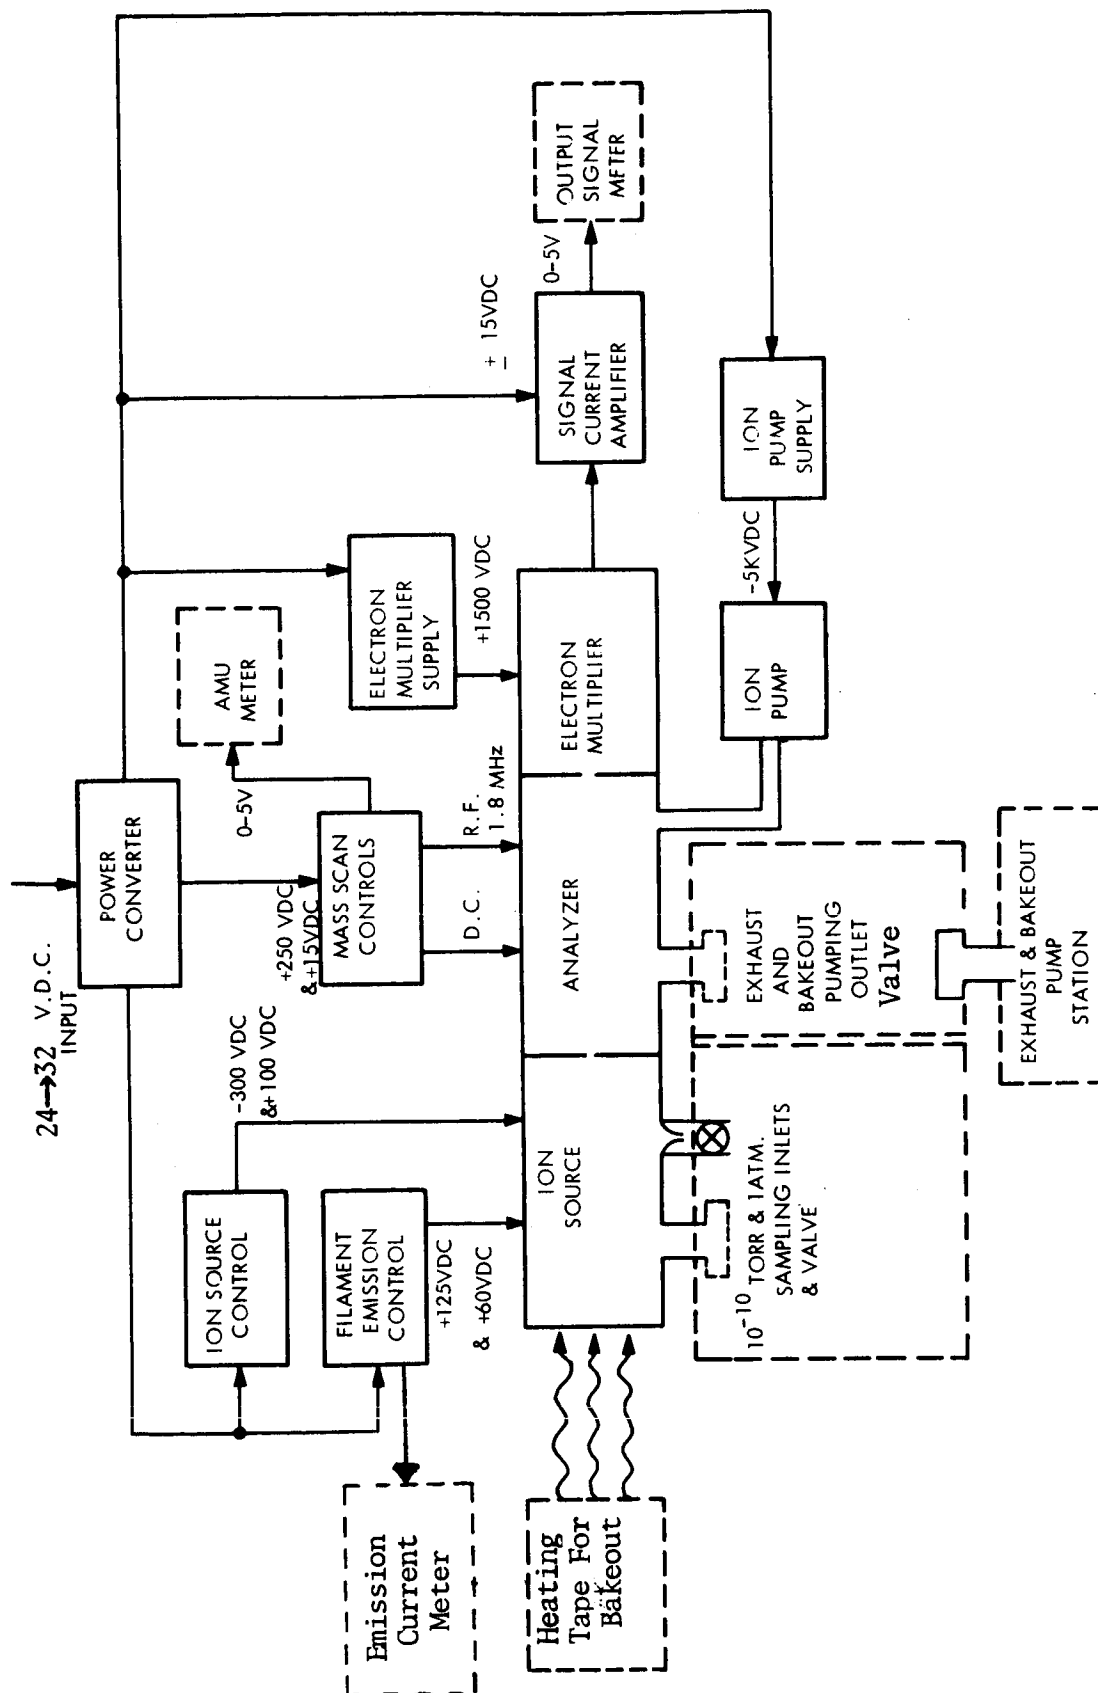 24→32 V.D.C.
INPUT
POWER
CONVERTER
ION SOURCE
CONTROL
-300 VDC
&+100 VDC
FILAMENT
EMISSION
CONTROL
+125VDC
& +60VDC
Emission
Current
Meter
+250 VDC
&+15VDC
MASS SCAN
CONTROLS
0-5V
AMU
METER
D.C.
R.F.
1.8 MHz
ELECTRON
MULTIPLIER
SUPPLY
+1500 VDC
± 15VDC
SIGNAL
CURRENT
AMPLIFIER
0-5V
OUTPUT
SIGNAL
METER
Heating
Tape For
Bakeout
ION
SOURCE
ANALYZER
ELECTRON
MULTIPLIER
10-10 TORR & 1ATM.
SAMPLING INLETS
& VALVE
EXHAUST
AND
BAKEOUT
PUMPING
OUTLET
Valve
EXHAUST & BAKEOUT
PUMP
STATION
ION
PUMP
-5KVDC
ION
PUMP
SUPPLY